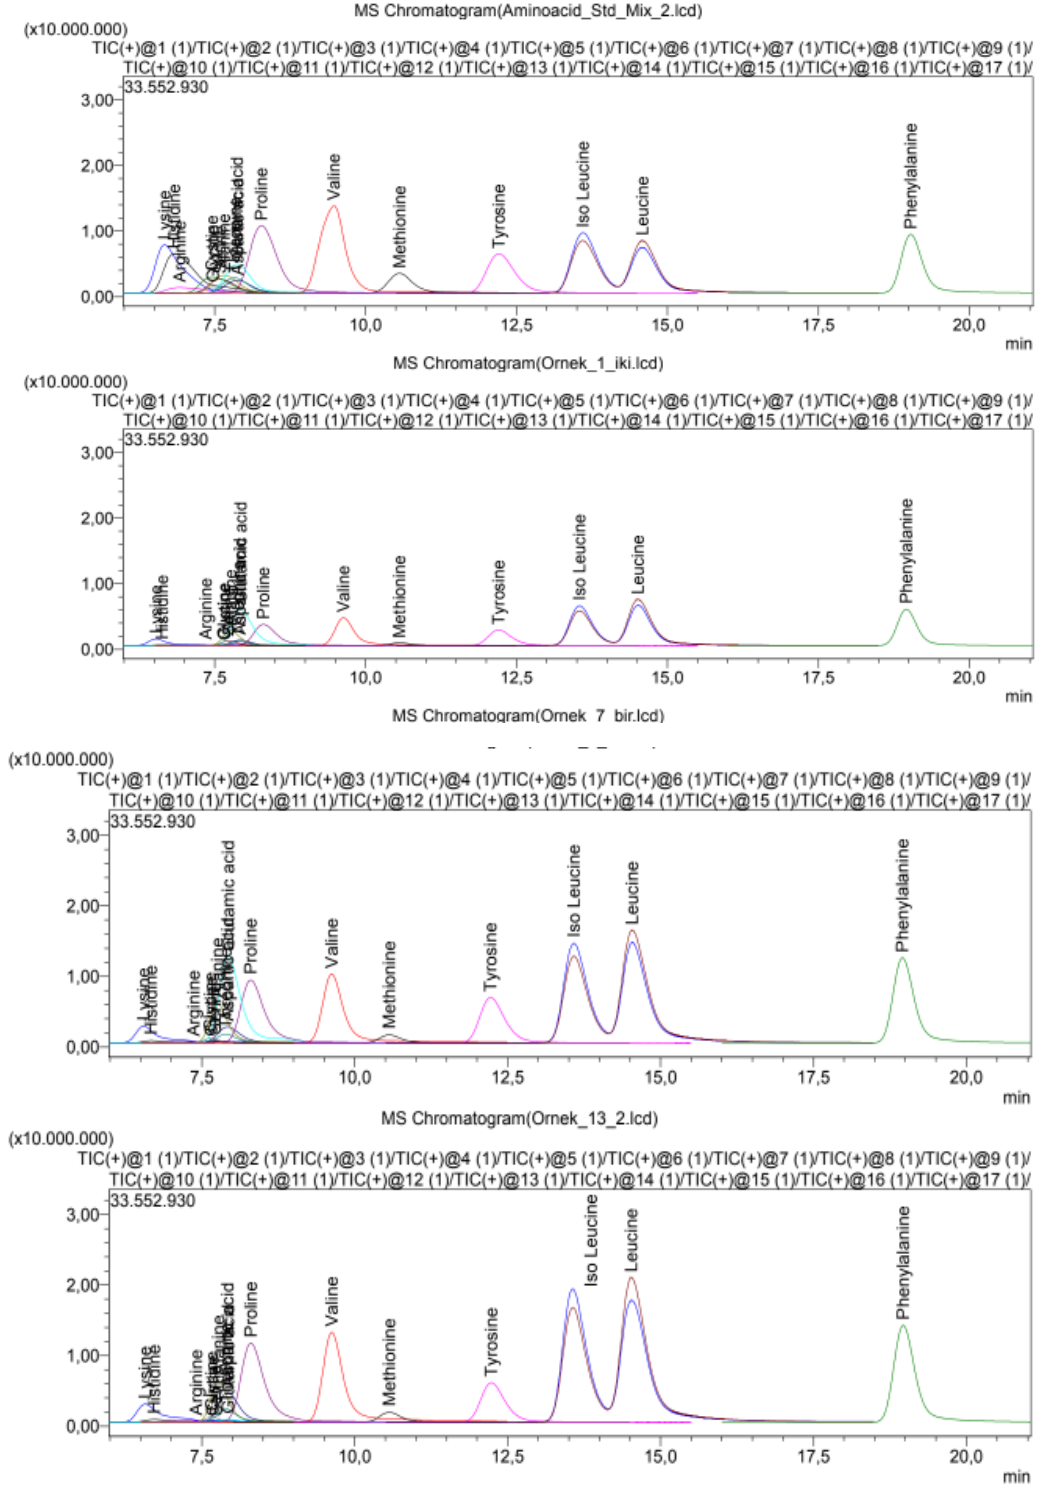 MS Chromatogram(Aminoacid_Std_Mix_2.lcd)
(x10.000.000)
TIC(+)@1 (1)/TIC(+)@2 (1)/TIC(+)@3 (1)/TIC(+)@4 (1)/TIC(+)@5 (1)/TIC(+)@6 (1)/TIC(+)@7 (1)/TIC(+)@8 (1)/TIC(+)@9 (1)/
TIC(+)@10 (1)/TIC(+)@11 (1)/TIC(+)@12 (1)/TIC(+)@13 (1)/TIC(+)@14 (1)/TIC(+)@15 (1)/TIC(+)@16 (1)/TIC(+)@17 (1)/
33.552.930
3,00
2,00
1,00
0,00
Lysine
Histidine
Arginine
Proline
Valine
Methionine
Tyrosine
Iso Leucine
Leucine
Phenylalanine
7,5 10,0 12,5 15,0 17,5 20,0
min
MS Chromatogram(Ornek_1_iki.lcd)
(x10.000.000)
TIC(+)@1 (1)/TIC(+)@2 (1)/TIC(+)@3 (1)/TIC(+)@4 (1)/TIC(+)@5 (1)/TIC(+)@6 (1)/TIC(+)@7 (1)/TIC(+)@8 (1)/TIC(+)@9 (1)/
TIC(+)@10 (1)/TIC(+)@11 (1)/TIC(+)@12 (1)/TIC(+)@13 (1)/TIC(+)@14 (1)/TIC(+)@15 (1)/TIC(+)@16 (1)/TIC(+)@17 (1)/
33.552.930
3,00
2,00
1,00
0,00
Lysine
Histidine
Arginine
Proline
Valine
Methionine
Tyrosine
Iso Leucine
Leucine
Phenylalanine
7,5 10,0 12,5 15,0 17,5 20,0
min
MS Chromatogram(Ornek_7_bir.lcd)
(x10.000.000)
TIC(+)@1 (1)/TIC(+)@2 (1)/TIC(+)@3 (1)/TIC(+)@4 (1)/TIC(+)@5 (1)/TIC(+)@6 (1)/TIC(+)@7 (1)/TIC(+)@8 (1)/TIC(+)@9 (1)/
TIC(+)@10 (1)/TIC(+)@11 (1)/TIC(+)@12 (1)/TIC(+)@13 (1)/TIC(+)@14 (1)/TIC(+)@15 (1)/TIC(+)@16 (1)/TIC(+)@17 (1)/
33.552.930
3,00
2,00
1,00
0,00
Lysine
Histidine
Arginine
Proline
Valine
Methionine
Tyrosine
Iso Leucine
Leucine
Phenylalanine
7,5 10,0 12,5 15,0 17,5 20,0
min
MS Chromatogram(Ornek_13_2.lcd)
(x10.000.000)
TIC(+)@1 (1)/TIC(+)@2 (1)/TIC(+)@3 (1)/TIC(+)@4 (1)/TIC(+)@5 (1)/TIC(+)@6 (1)/TIC(+)@7 (1)/TIC(+)@8 (1)/TIC(+)@9 (1)/
TIC(+)@10 (1)/TIC(+)@11 (1)/TIC(+)@12 (1)/TIC(+)@13 (1)/TIC(+)@14 (1)/TIC(+)@15 (1)/TIC(+)@16 (1)/TIC(+)@17 (1)/
33.552.930
3,00
2,00
1,00
0,00
Lysine
Histidine
Arginine
Proline
Valine
Methionine
Tyrosine
Iso Leucine
Leucine
Phenylalanine
7,5 10,0 12,5 15,0 17,5 20,0
min